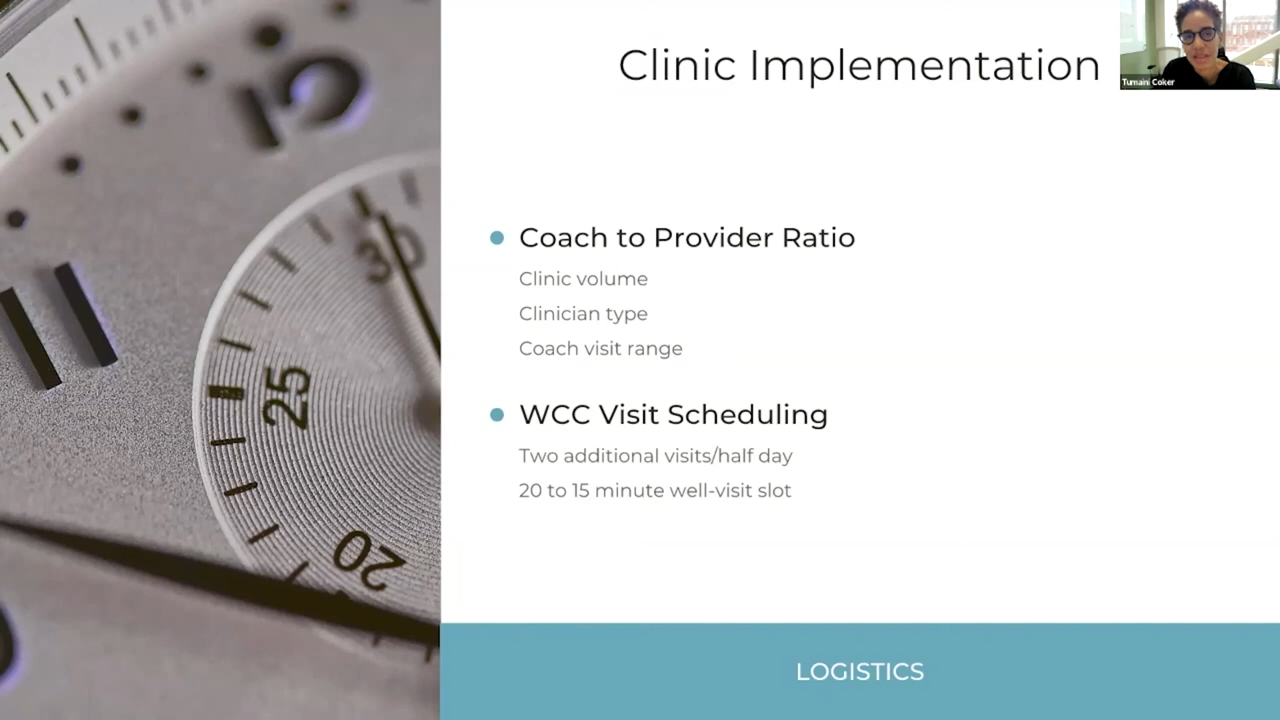 Clinic Implementation
Tumaini Coker
Coach to Provider Ratio
Clinic volume
Clinician type
Coach visit range
WCC Visit Scheduling
Two additional visits/half day
20 to 15 minute well-visit slot
LOGISTICS
15
30
25
20